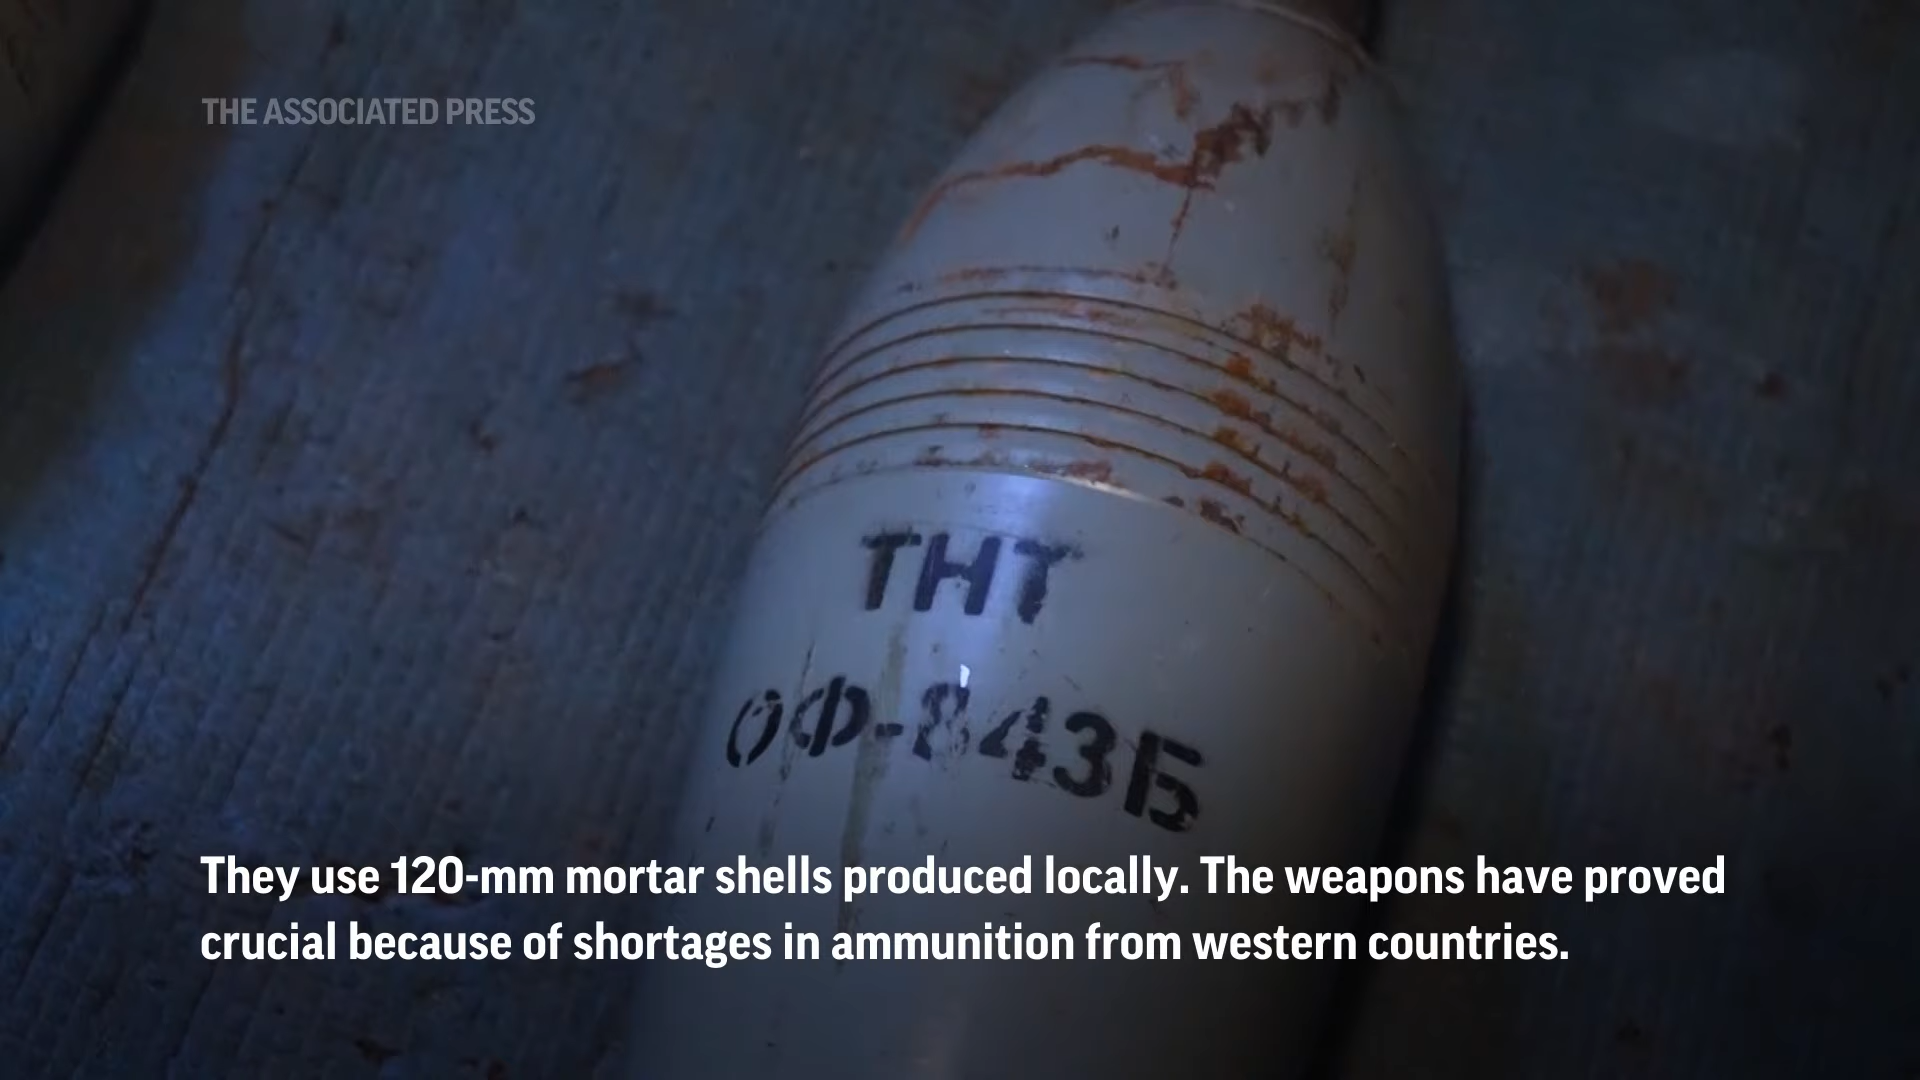 THE ASSOCIATED PRESS
ТНТ
ОФ-843Б
They use 120-mm mortar shells produced locally. The weapons have proved
crucial because of shortages in ammunition from western countries.